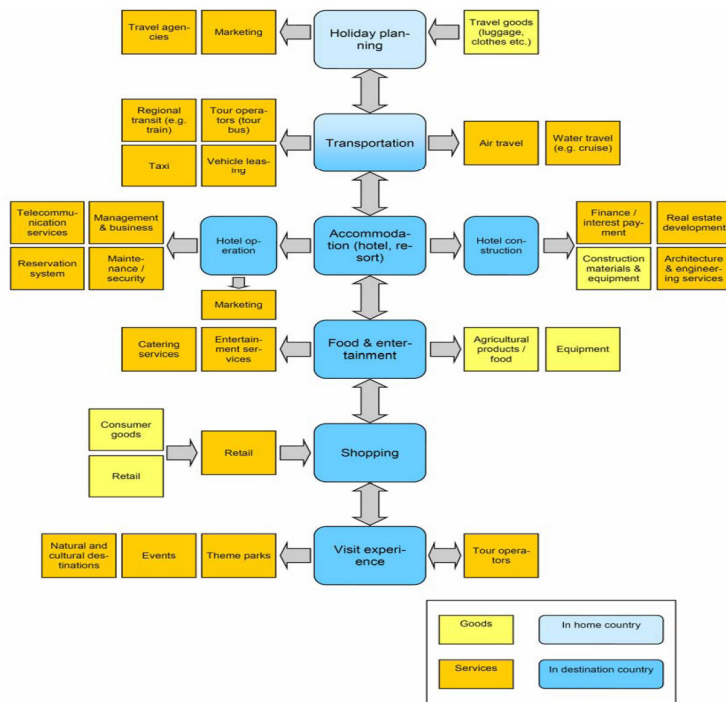 Travel agen-
cies
Marketing
Holiday plan-
ning
Travel goods
(luggage,
clothes etc.)
Regional
transit (e.g.
train)
Tour opera-
tors (tour
bus)
Taxi
Vehicle leas-
ing
Transportation
Air travel
Water travel
(e.g. cruise)
Telecommu-
nication
services
Management
& business
Reservation
system
Mainte-
nance /
security
Hotel op-
eration
Marketing
Accommoda-
tion (hotel, re-
sort)
Hotel con-
struction
Finance /
interest pay-
ment
Real estate
development
Construction
materials &
equipment
Architecture
& engineer-
ing services
Catering
services
Entertain-
ment ser-
vices
Food & enter-
tainment
Agricultural
products /
food
Equipment
Consumer
goods
Retail
Retail
Shopping
Natural and
cultural des-
tinations
Events
Theme parks
Visit experi-
ence
Tour opera-
tors
Goods
In home country
Services
In destination country